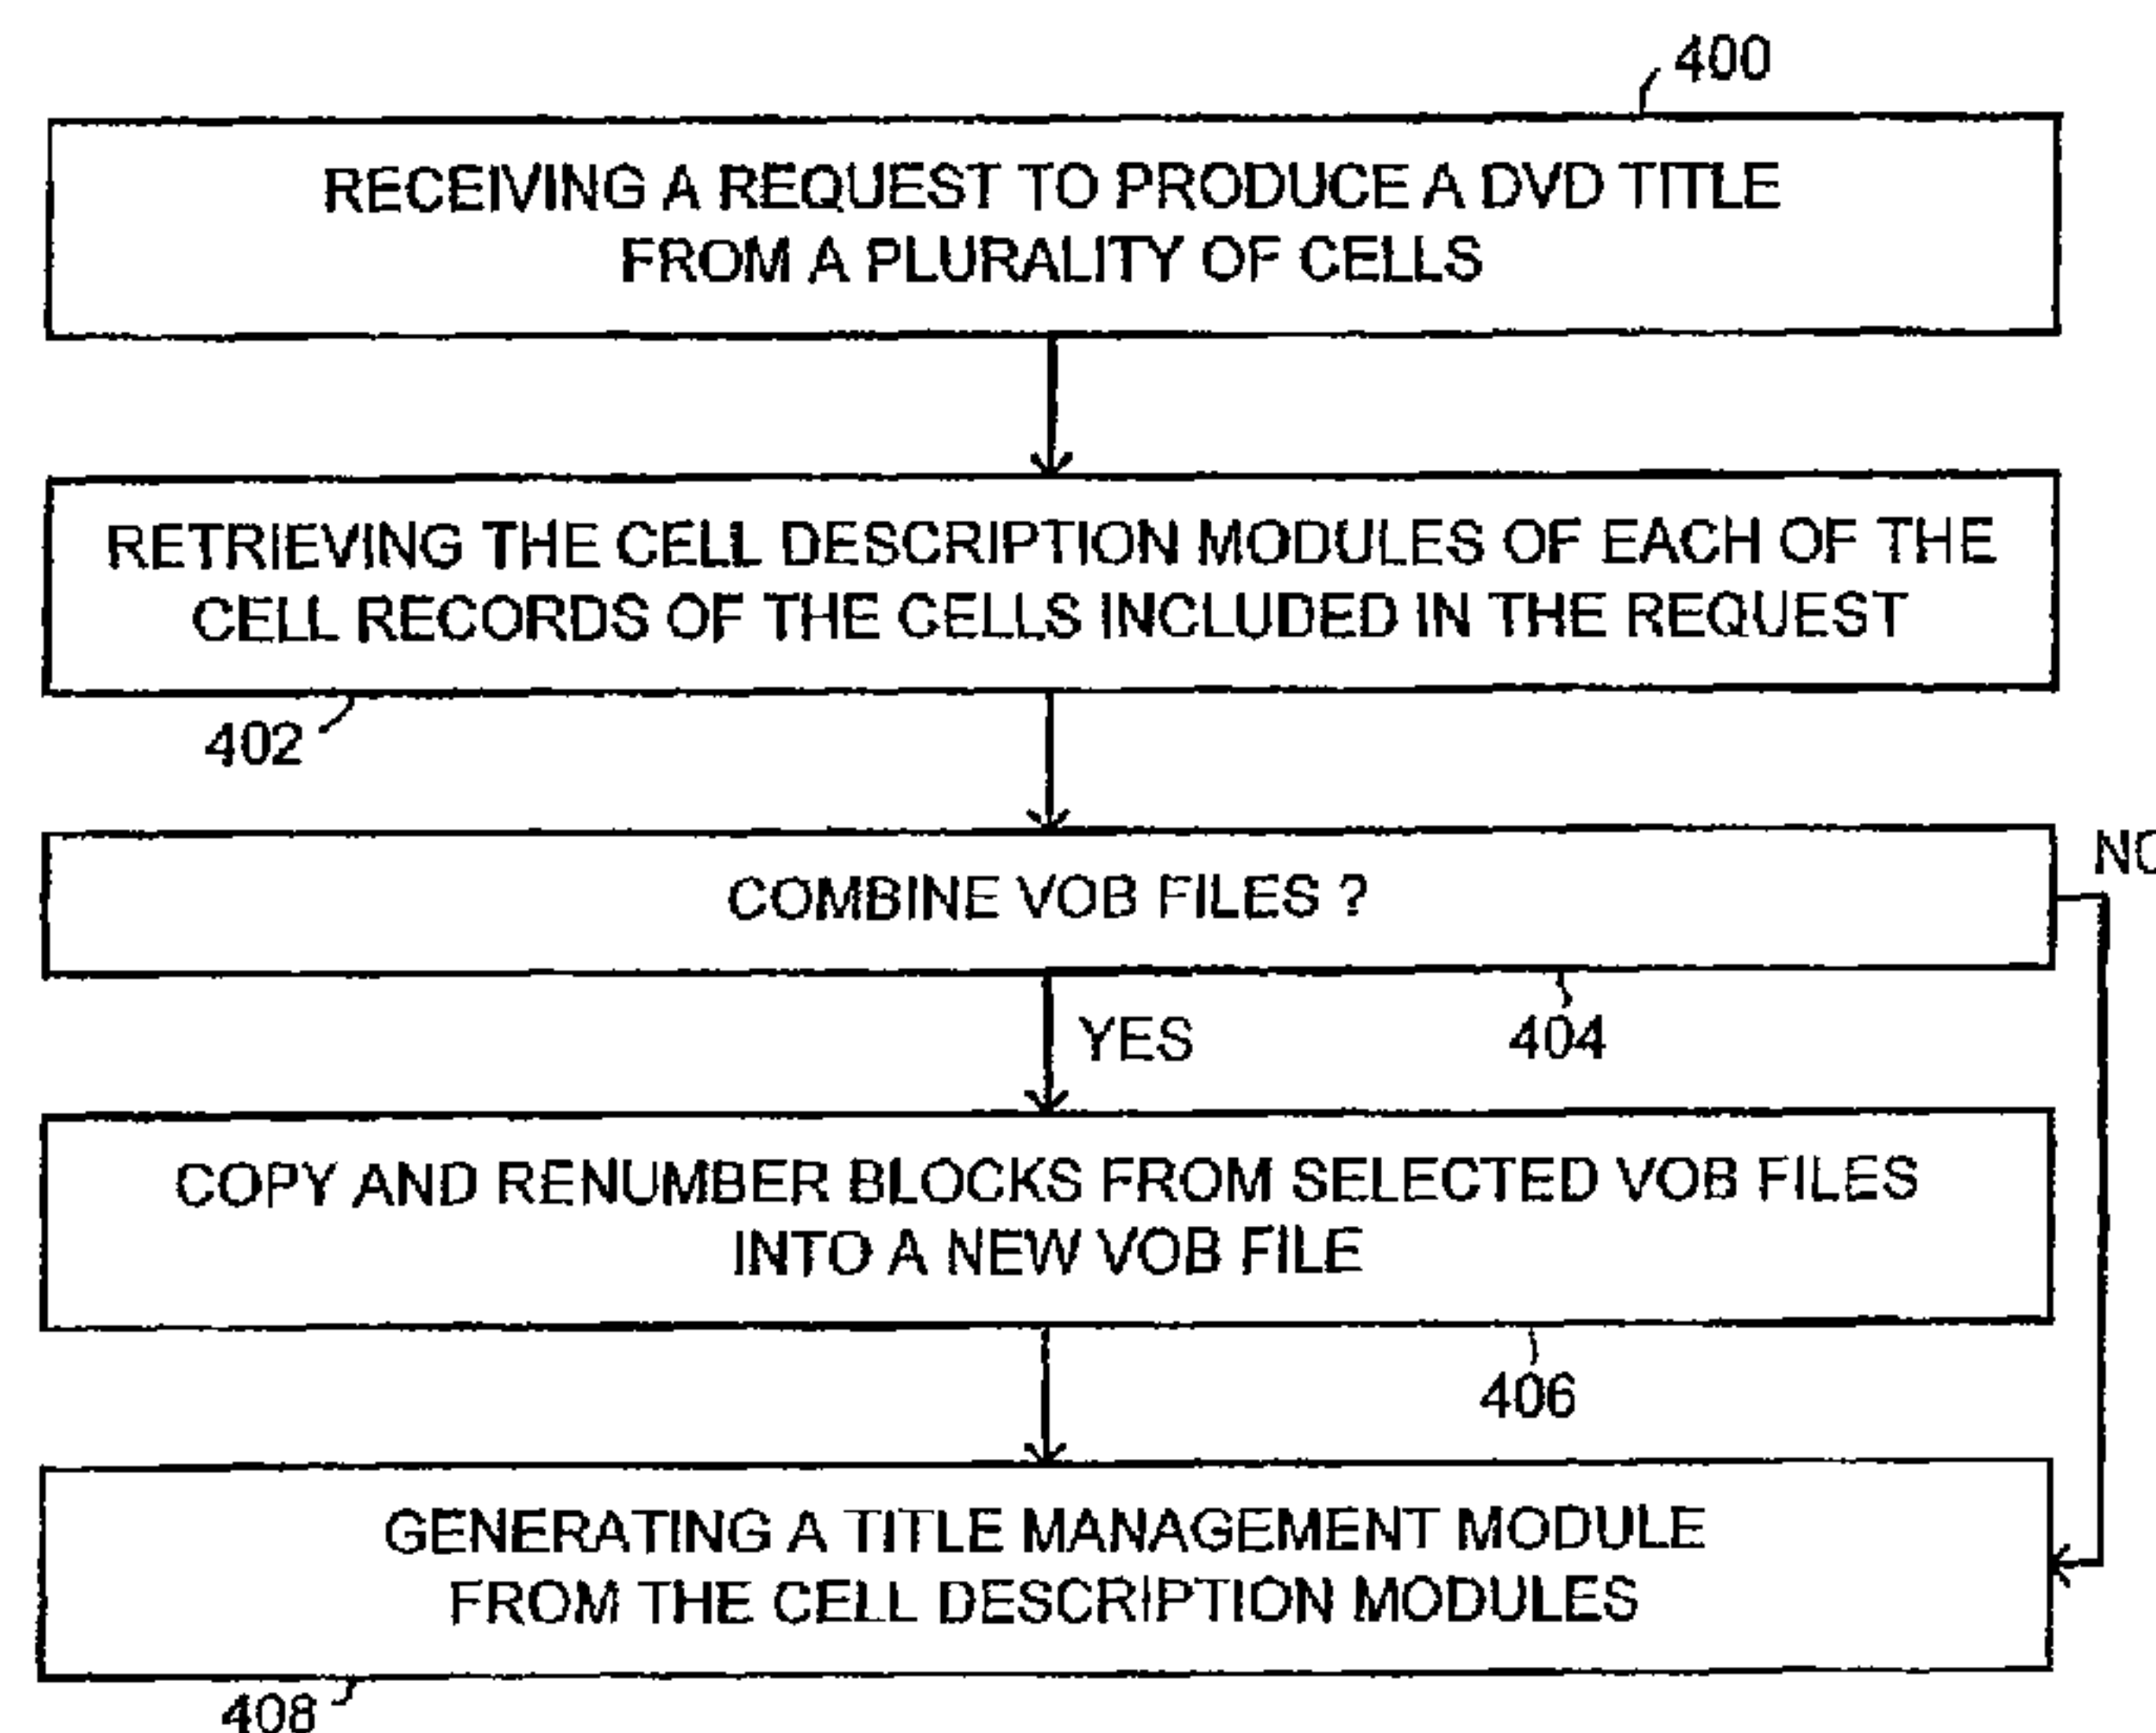 400
RECEIVING A REQUEST TO PRODUCE A DVD TITLE
FROM A PLURALITY OF CELLS
RETRIEVING THE CELL DESCRIPTION MODULES OF EACH OF THE
CELL RECORDS OF THE CELLS INCLUDED IN THE REQUEST
402
NO
COMBINE VOB FILES ?
YES
404
COPY AND RENUMBER BLOCKS FROM SELECTED VOB FILES
INTO A NEW VOB FILE
406
GENERATING A TITLE MANAGEMENT MODULE
FROM THE CELL DESCRIPTION MODULES
408